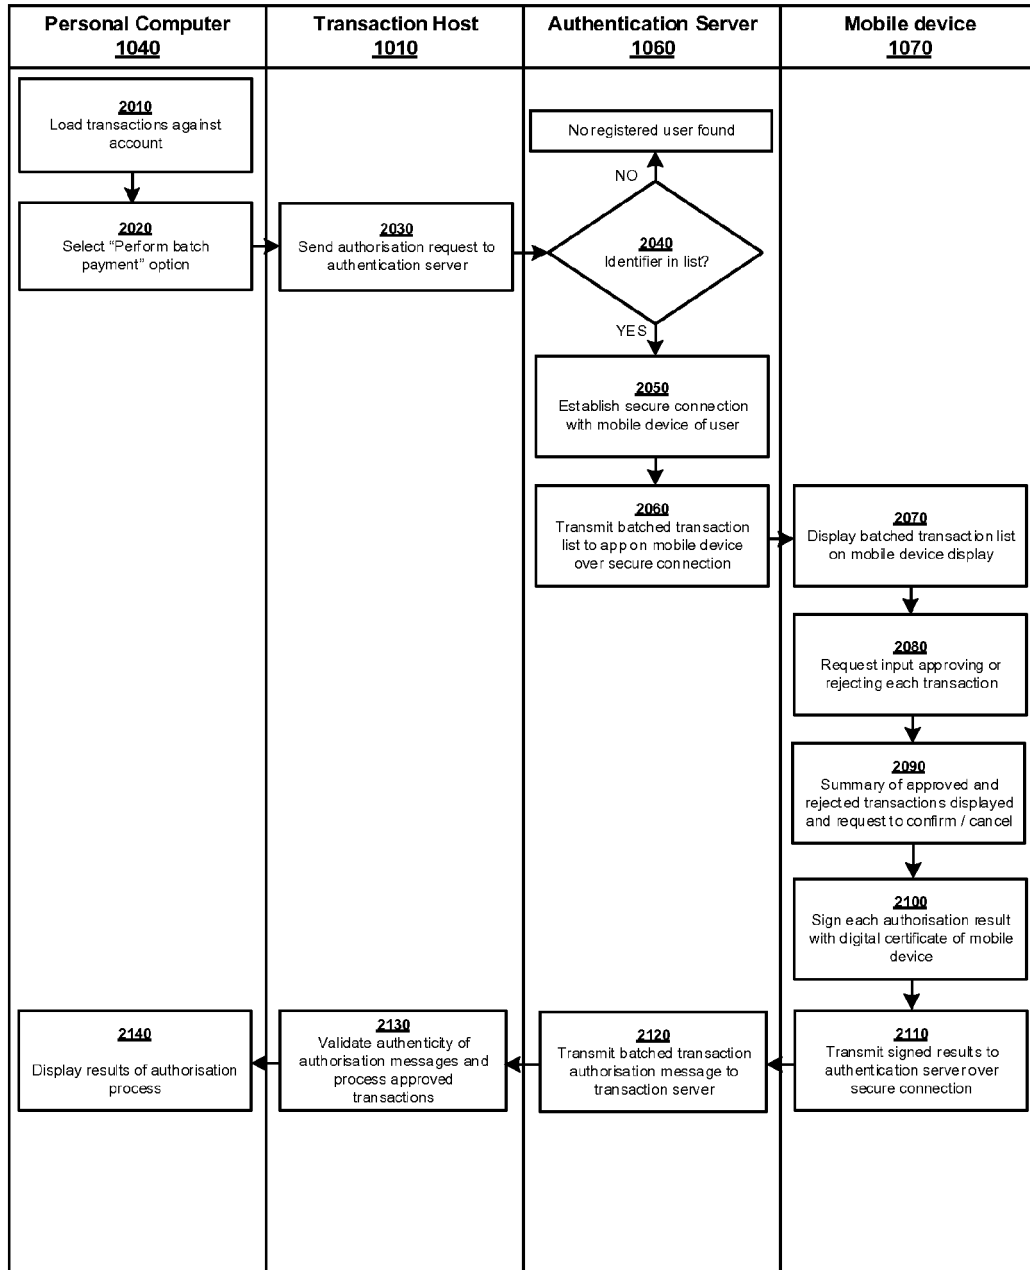 Personal Computer
1040
Transaction Host
1010
Authentication Server
1060
Mobile device
1070
2010
Load transactions against
account
No registered user found
NO
2020
Select “Perform batch
payment” option
2030
Send authorisation request to
authentication server
2040
Identifier in list?
YES
2050
Establish secure connection
with mobile device of user
2060
Transmit batched transaction
list to app on mobile device
over secure connection
2070
Display batched transaction list
on mobile device display
2080
Request input approving or
rejecting each transaction
2090
Summary of approved and
rejected transactions displayed
and request to confirm / cancel
2100
Sign each authorisation result
with digital certificate of mobile
device
2110
Transmit signed results to
authentication server over
secure connection
2120
Transmit batched transaction
authorisation message to
transaction server
2130
Validate authenticity of
authorisation messages and
process approved
transactions
2140
Display results of authorisation
process